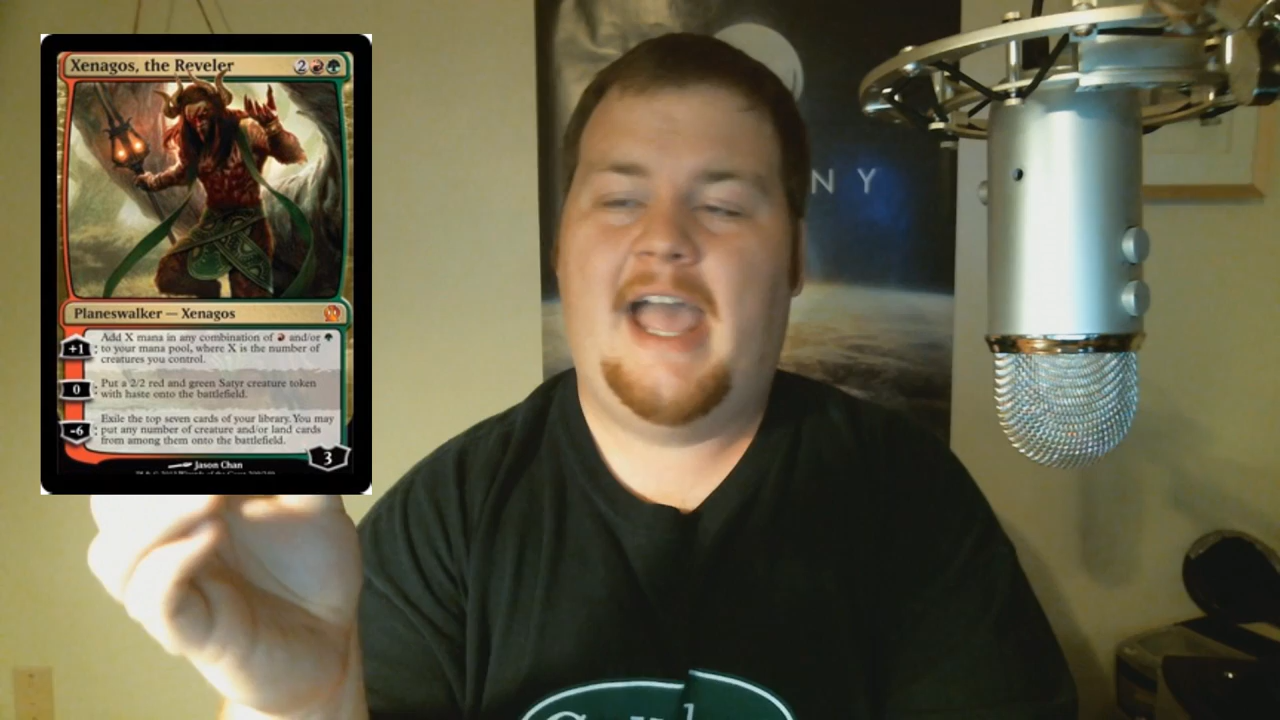 Xenagos, the Reveler 2
Planeswalker — Xenagos
+1 : Add X mana in any combination of and/or
to your mana pool, where X is the number of
creatures you control.
0 : Put a 2/2 red and green Satyr creature token
with haste onto the battlefield.
-6 : Exile the top seven cards of your library. You may
put any number of creature and/or land cards
from among them onto the battlefield.
3
Jason Chan
NY